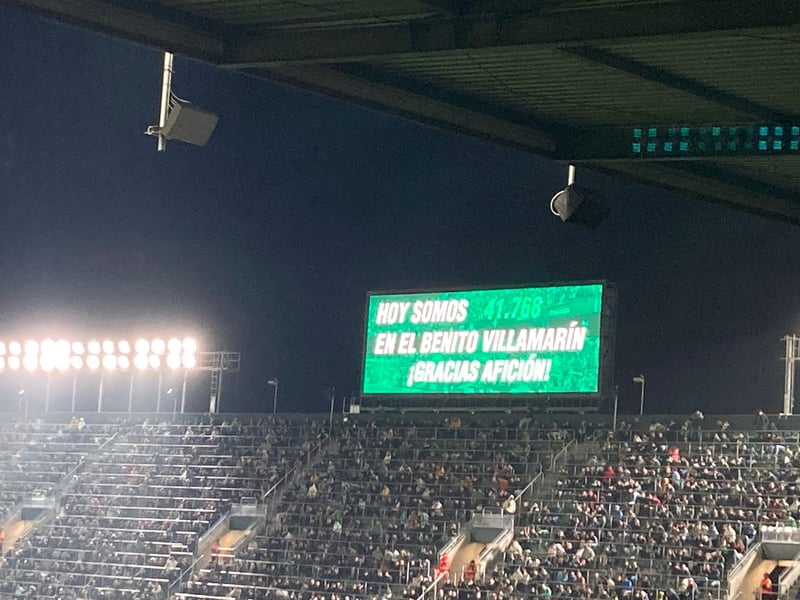 HOY SOMOS 41.768
EN EL BENITO VILLAMARÍN
¡GRACIAS AFICIÓN!